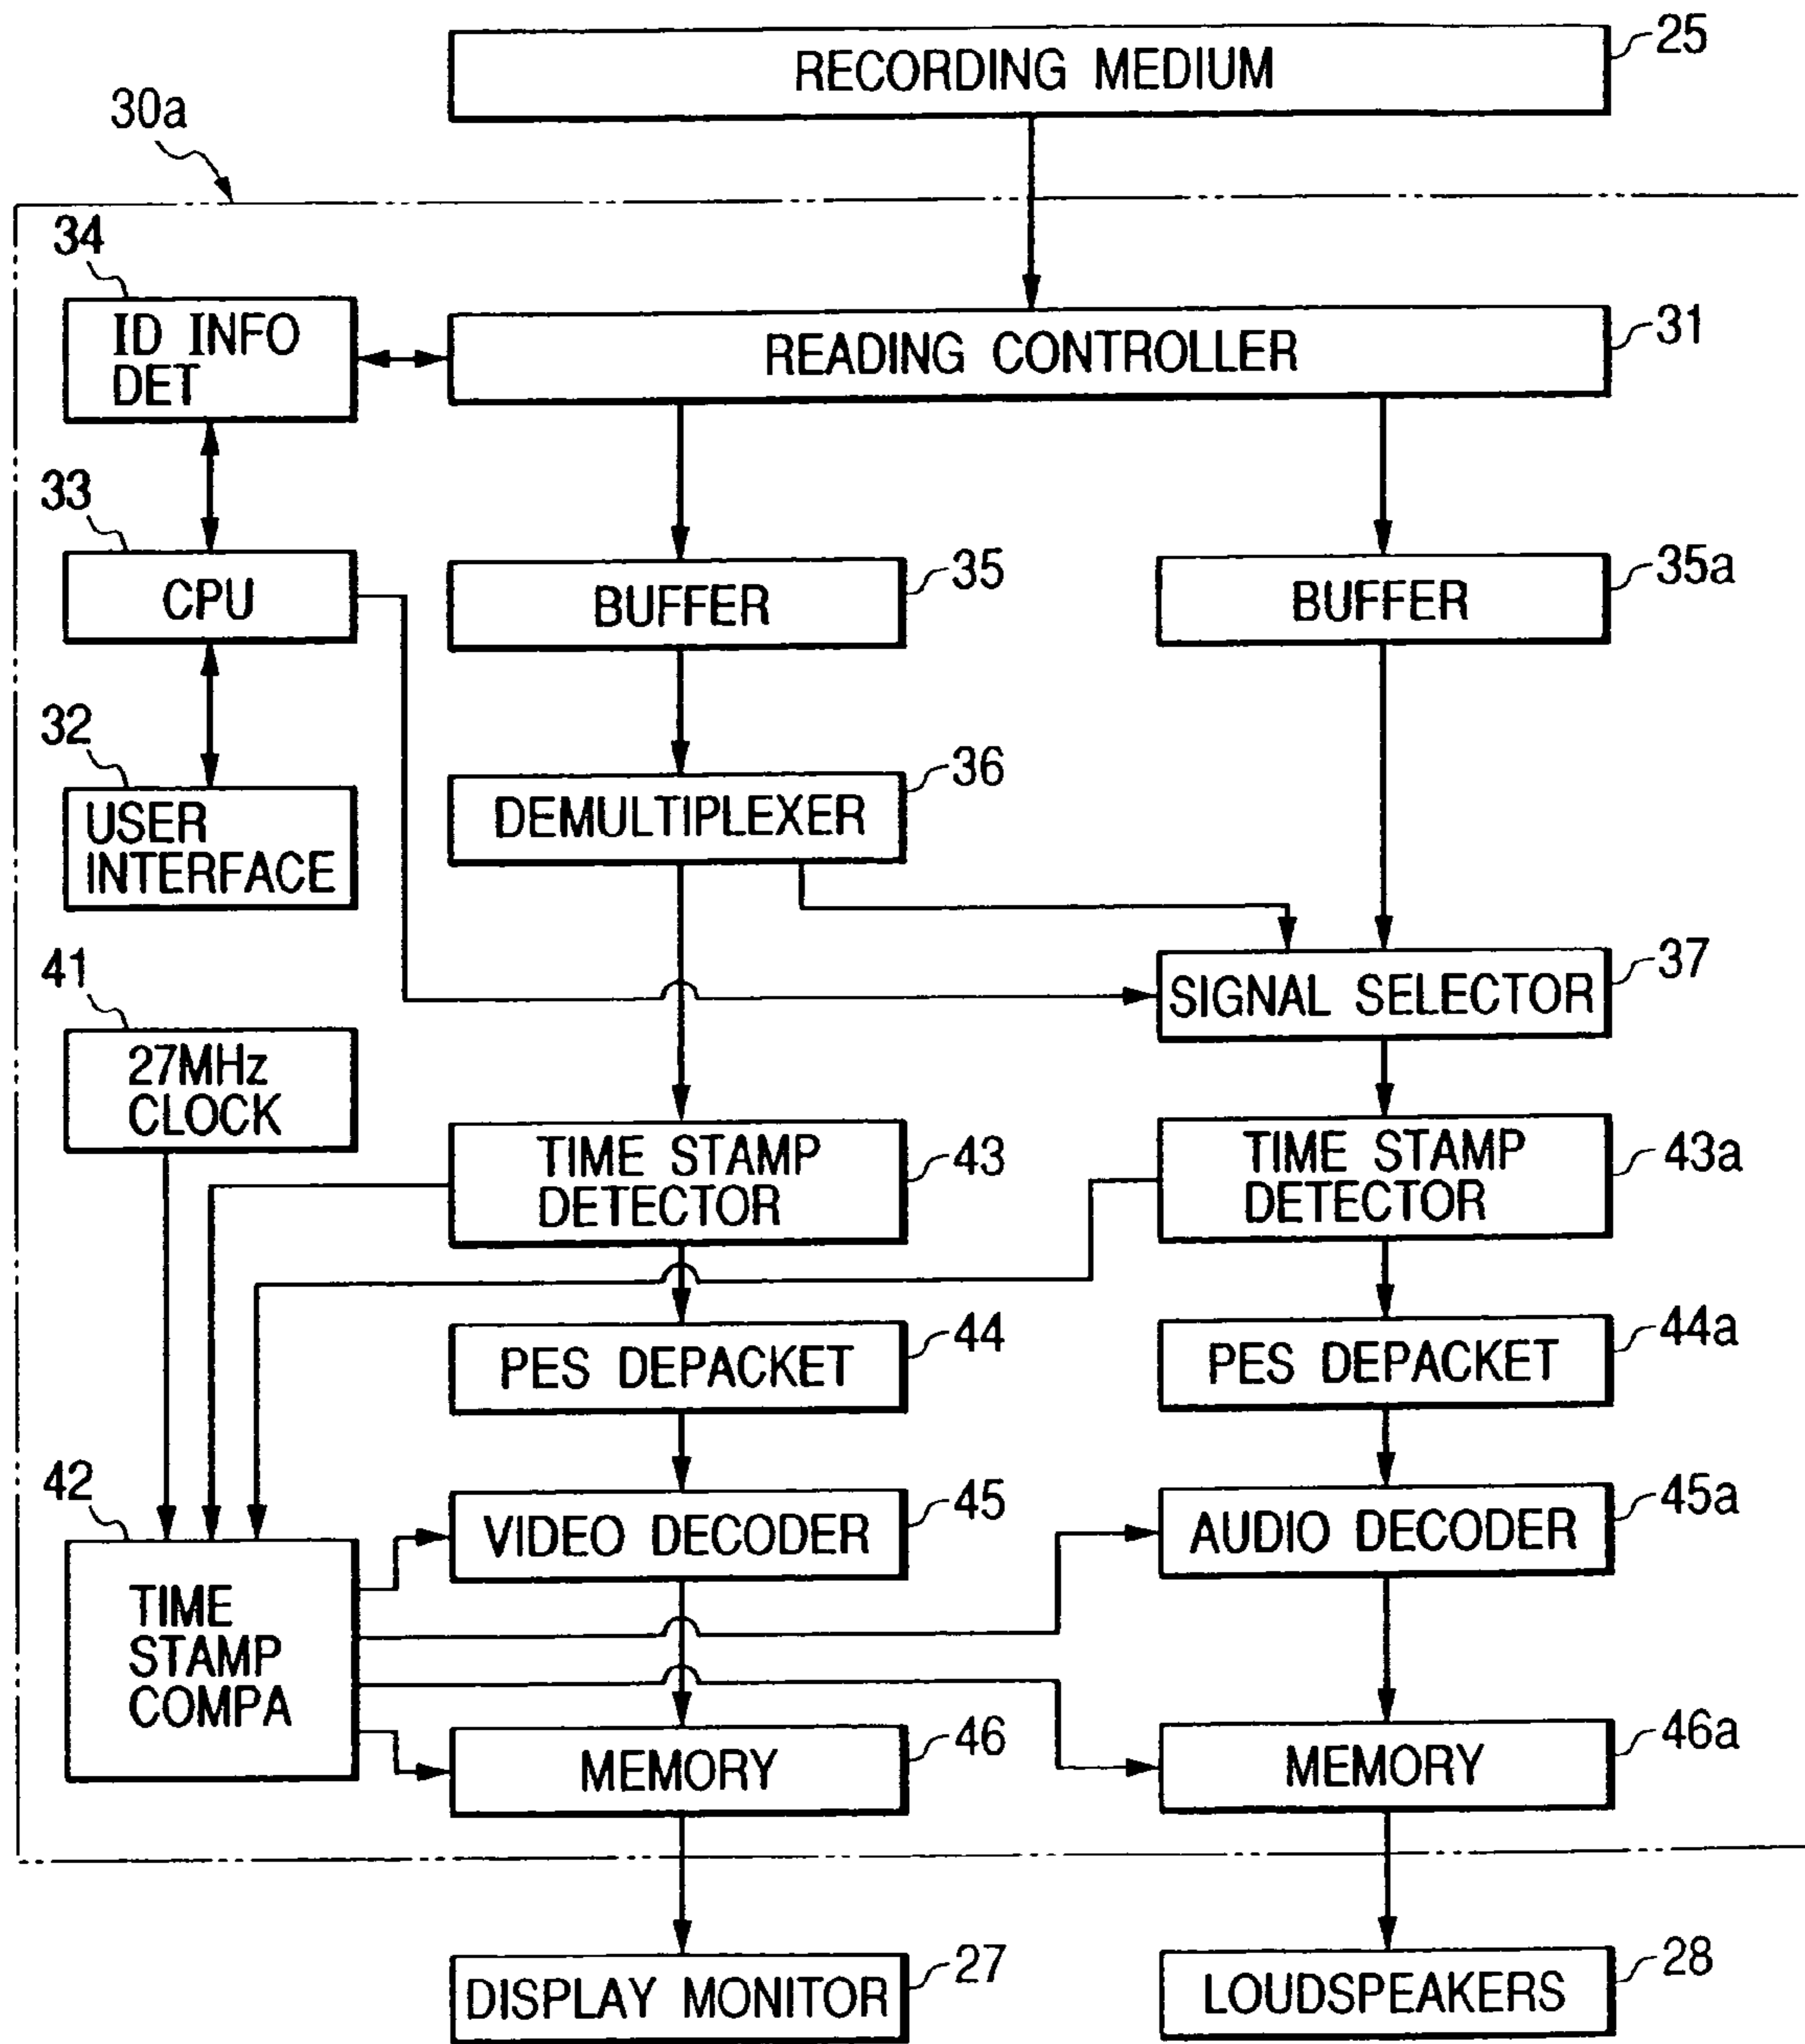 RECORDING MEDIUM
25
30a
34
ID INFO
DET
READING CONTROLLER
31
33
CPU
BUFFER
35
BUFFER
35a
32
USER
INTERFACE
DEMULTIPLEXER
36
41
27MHz
CLOCK
SIGNAL SELECTOR
37
TIME STAMP
DETECTOR
43
TIME STAMP
DETECTOR
43a
PES DEPACKET
44
PES DEPACKET
44a
42
TIME
STAMP
COMPA
VIDEO DECODER
45
AUDIO DECODER
45a
MEMORY
46
MEMORY
46a
DISPLAY MONITOR
27
LOUDSPEAKERS
28